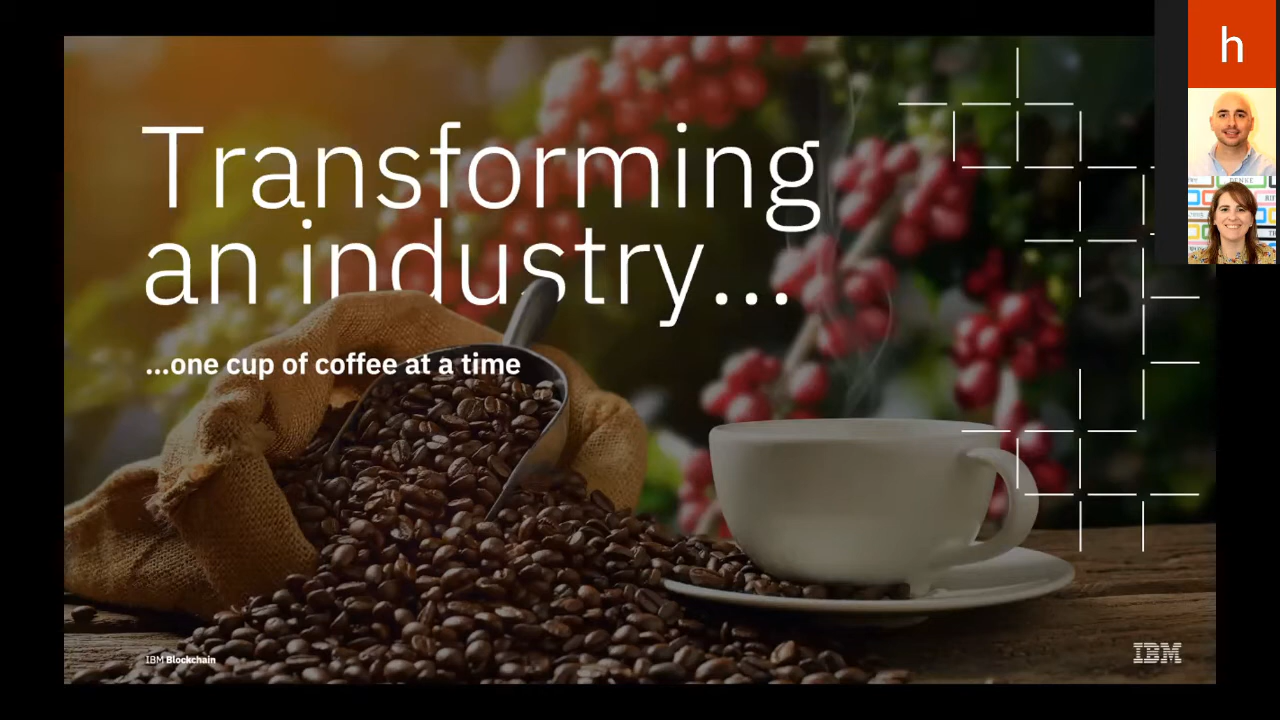 Transforming
an industry...
...one cup of coffee at a time
IBM Blockchain
IBM
h